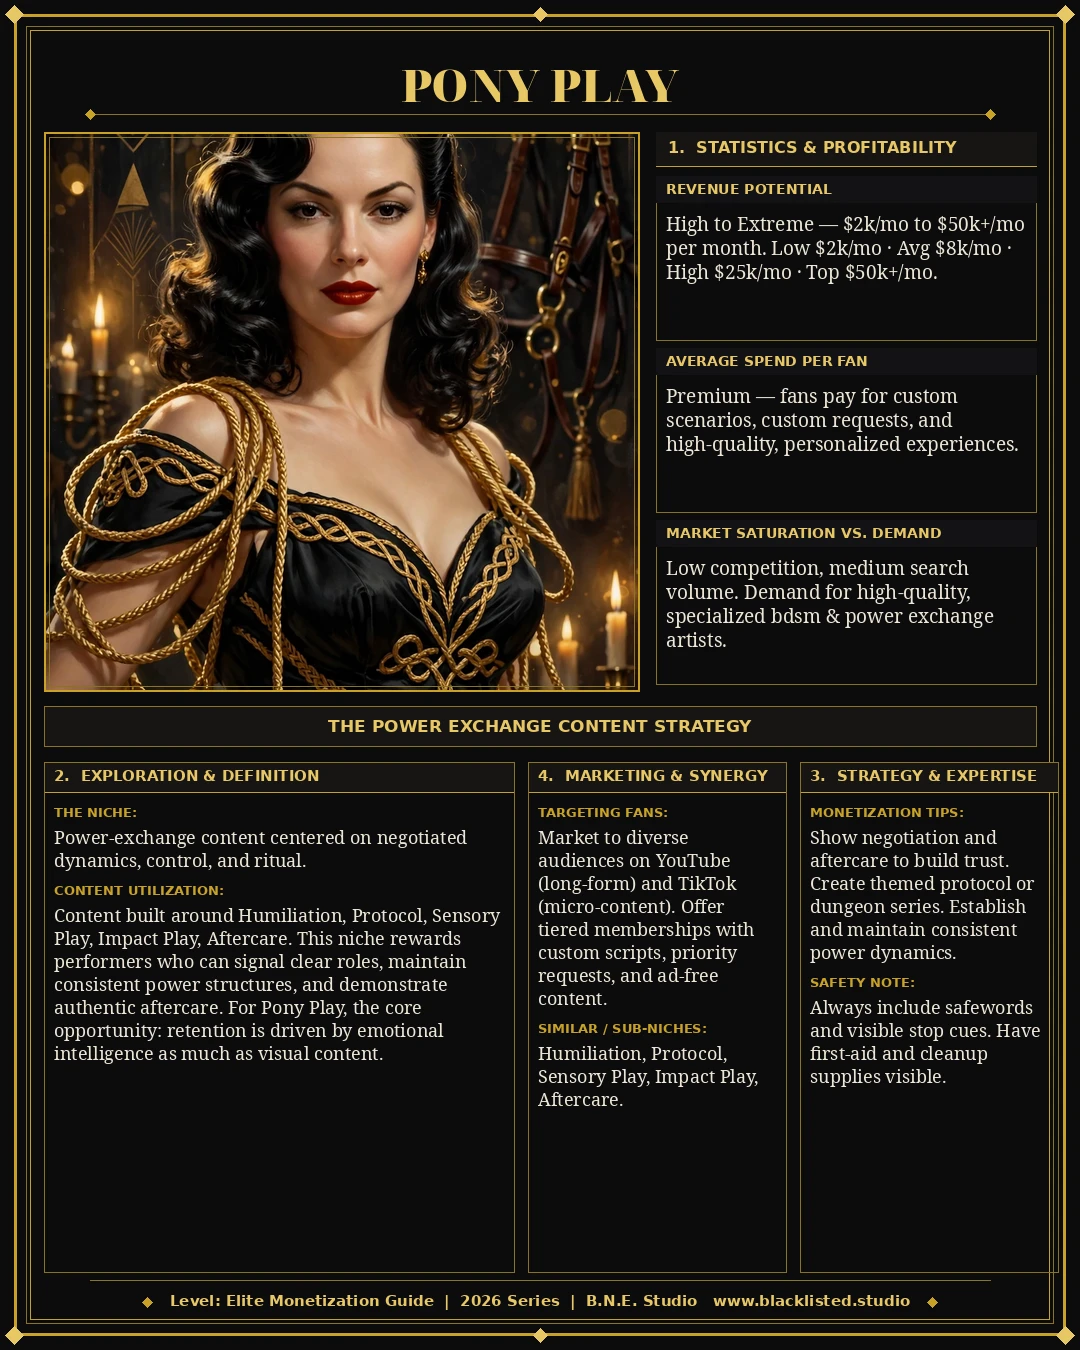 PONY PLAY
1. STATISTICS & PROFITABILITY
REVENUE POTENTIAL
High to Extreme — $2k/mo to $50k+/mo
per month. Low $2k/mo · Avg $8k/mo ·
High $25k/mo · Top $50k+/mo.
AVERAGE SPEND PER FAN
Premium — fans pay for custom
scenarios, custom requests, and
high-quality, personalized experiences.
MARKET SATURATION VS. DEMAND
Low competition, medium search
volume. Demand for high-quality,
specialized bdsm & power exchange
artists.
THE POWER EXCHANGE CONTENT STRATEGY
2. EXPLORATION & DEFINITION
THE NICHE:
Power-exchange content centered on negotiated
dynamics, control, and ritual.
CONTENT UTILIZATION:
Content built around Humiliation, Protocol, Sensory
Play, Impact Play, Aftercare. This niche rewards
performers who can signal clear roles, maintain
consistent power structures, and demonstrate
authentic aftercare. For Pony Play, the core
opportunity: retention is driven by emotional
intelligence as much as visual content.
4. MARKETING & SYNERGY
TARGETING FANS:
Market to diverse
audiences on YouTube
(long-form) and TikTok
(micro-content). Offer
tiered memberships with
custom scripts, priority
requests, and ad-free
content.
SIMILAR / SUB-NICHES:
Humiliation, Protocol,
Sensory Play, Impact Play,
Aftercare.
3. STRATEGY & EXPERTISE
MONETIZATION TIPS:
Show negotiation and
aftercare to build trust.
Create themed protocol or
dungeon series. Establish
and maintain consistent
power dynamics.
SAFETY NOTE:
Always include safewords
and visible stop cues. Have
first-aid and cleanup
supplies visible.
Level: Elite Monetization Guide | 2026 Series | B.N.E. Studio www.blacklisted.studio